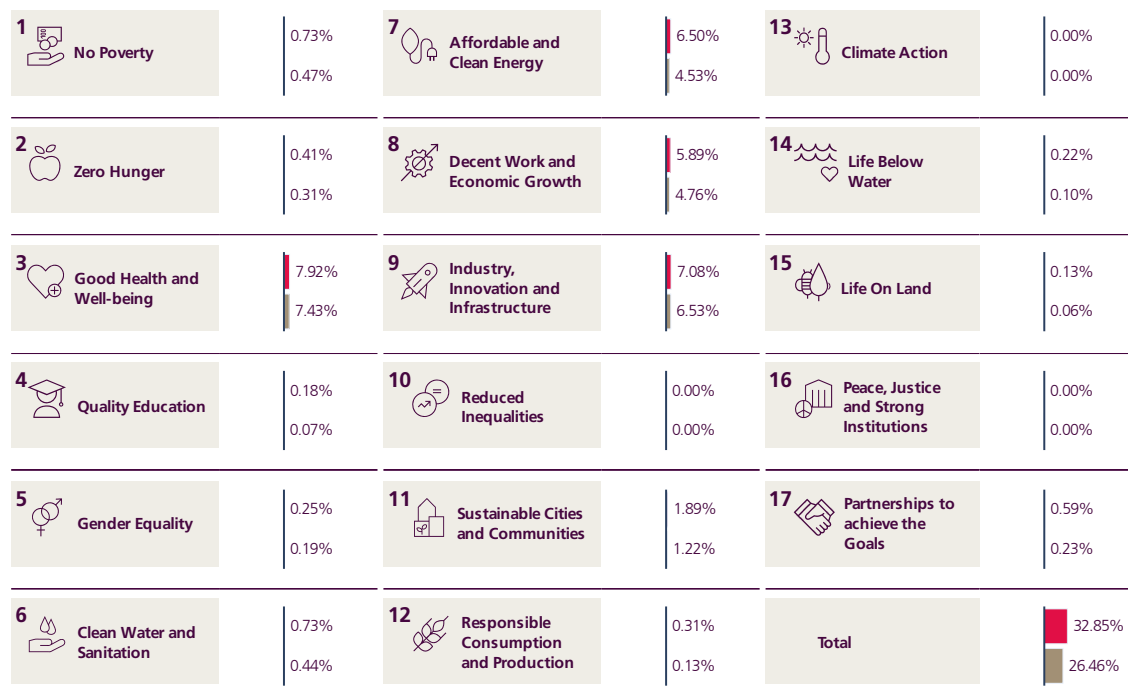 1
No Poverty
0.73%
0.47%
2
Zero Hunger
0.41%
0.31%
3
Good Health and
Well-being
7.92%
7.43%
4
Quality Education
0.18%
0.07%
5
Gender Equality
0.25%
0.19%
6
Clean Water and
Sanitation
0.73%
0.44%
7
Affordable and
Clean Energy
6.50%
4.53%
8
Decent Work and
Economic Growth
5.89%
4.76%
9
Industry,
Innovation and
Infrastructure
7.08%
6.53%
10
Reduced
Inequalities
0.00%
0.00%
11
Sustainable Cities
and Communities
1.89%
1.22%
12
Responsible
Consumption
and Production
0.31%
0.13%
13
Climate Action
0.00%
0.00%
14
Life Below
Water
0.22%
0.10%
15
Life On Land
0.13%
0.06%
16
Peace, Justice
and Strong
Institutions
0.00%
0.00%
17
Partnerships to
achieve the
Goals
0.59%
0.23%
Total
32.85%
26.46%